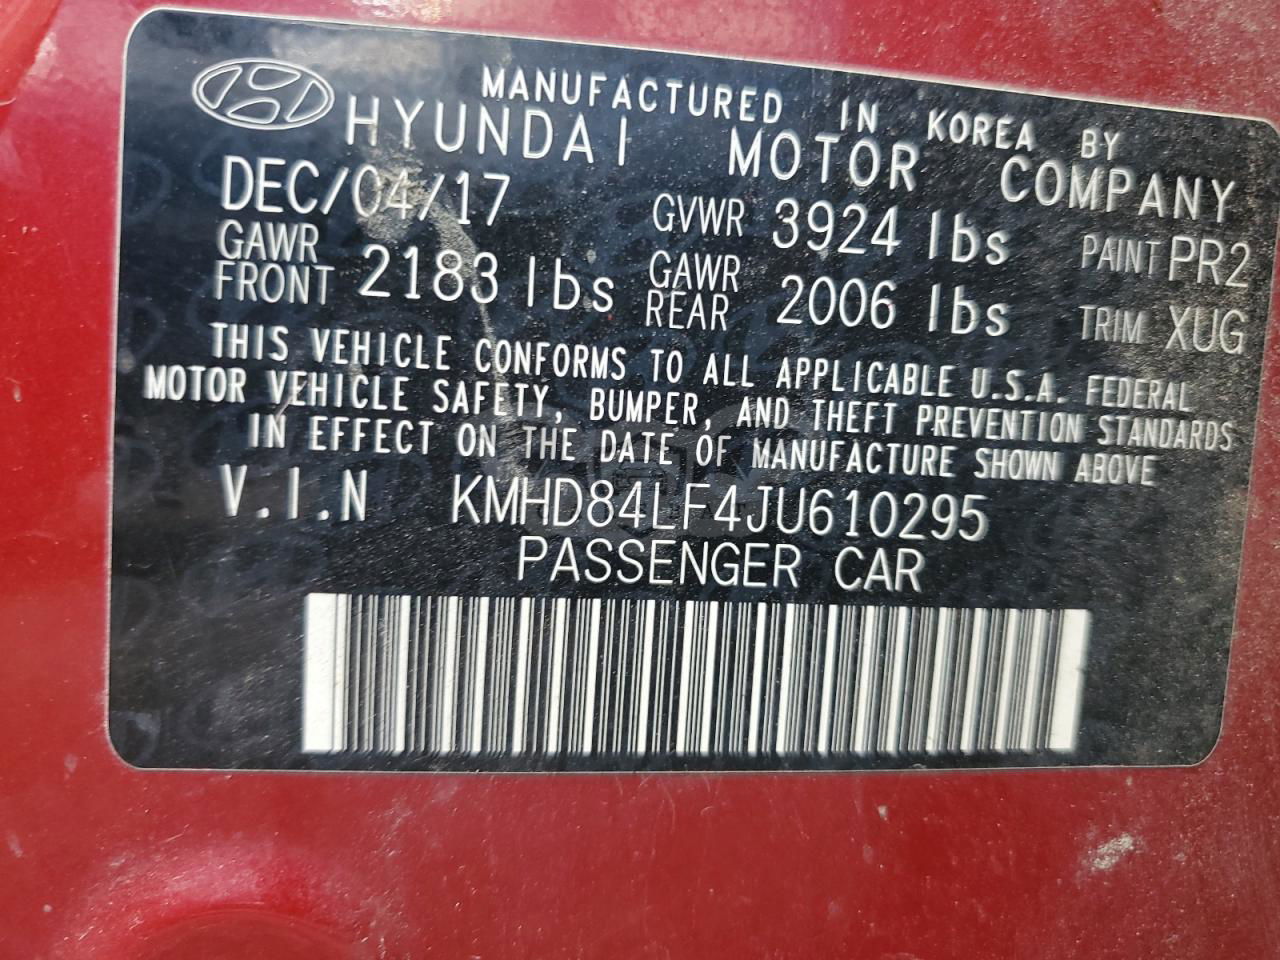 MANUFACTURED IN KOREA BY
HYUNDAI MOTOR COMPANY
DEC/04/17 GVWR 3924 lbs PAINT PR2
GAWR FRONT 2183 lbs GAWR REAR 2006 lbs TRIM XUG
THIS VEHICLE CONFORMS TO ALL APPLICABLE U.S.A. FEDERAL
MOTOR VEHICLE SAFETY, BUMPER, AND THEFT PREVENTION STANDARDS
IN EFFECT ON THE DATE OF MANUFACTURE SHOWN ABOVE
V.I.N KMHD84LF4JU610295
PASSENGER CAR